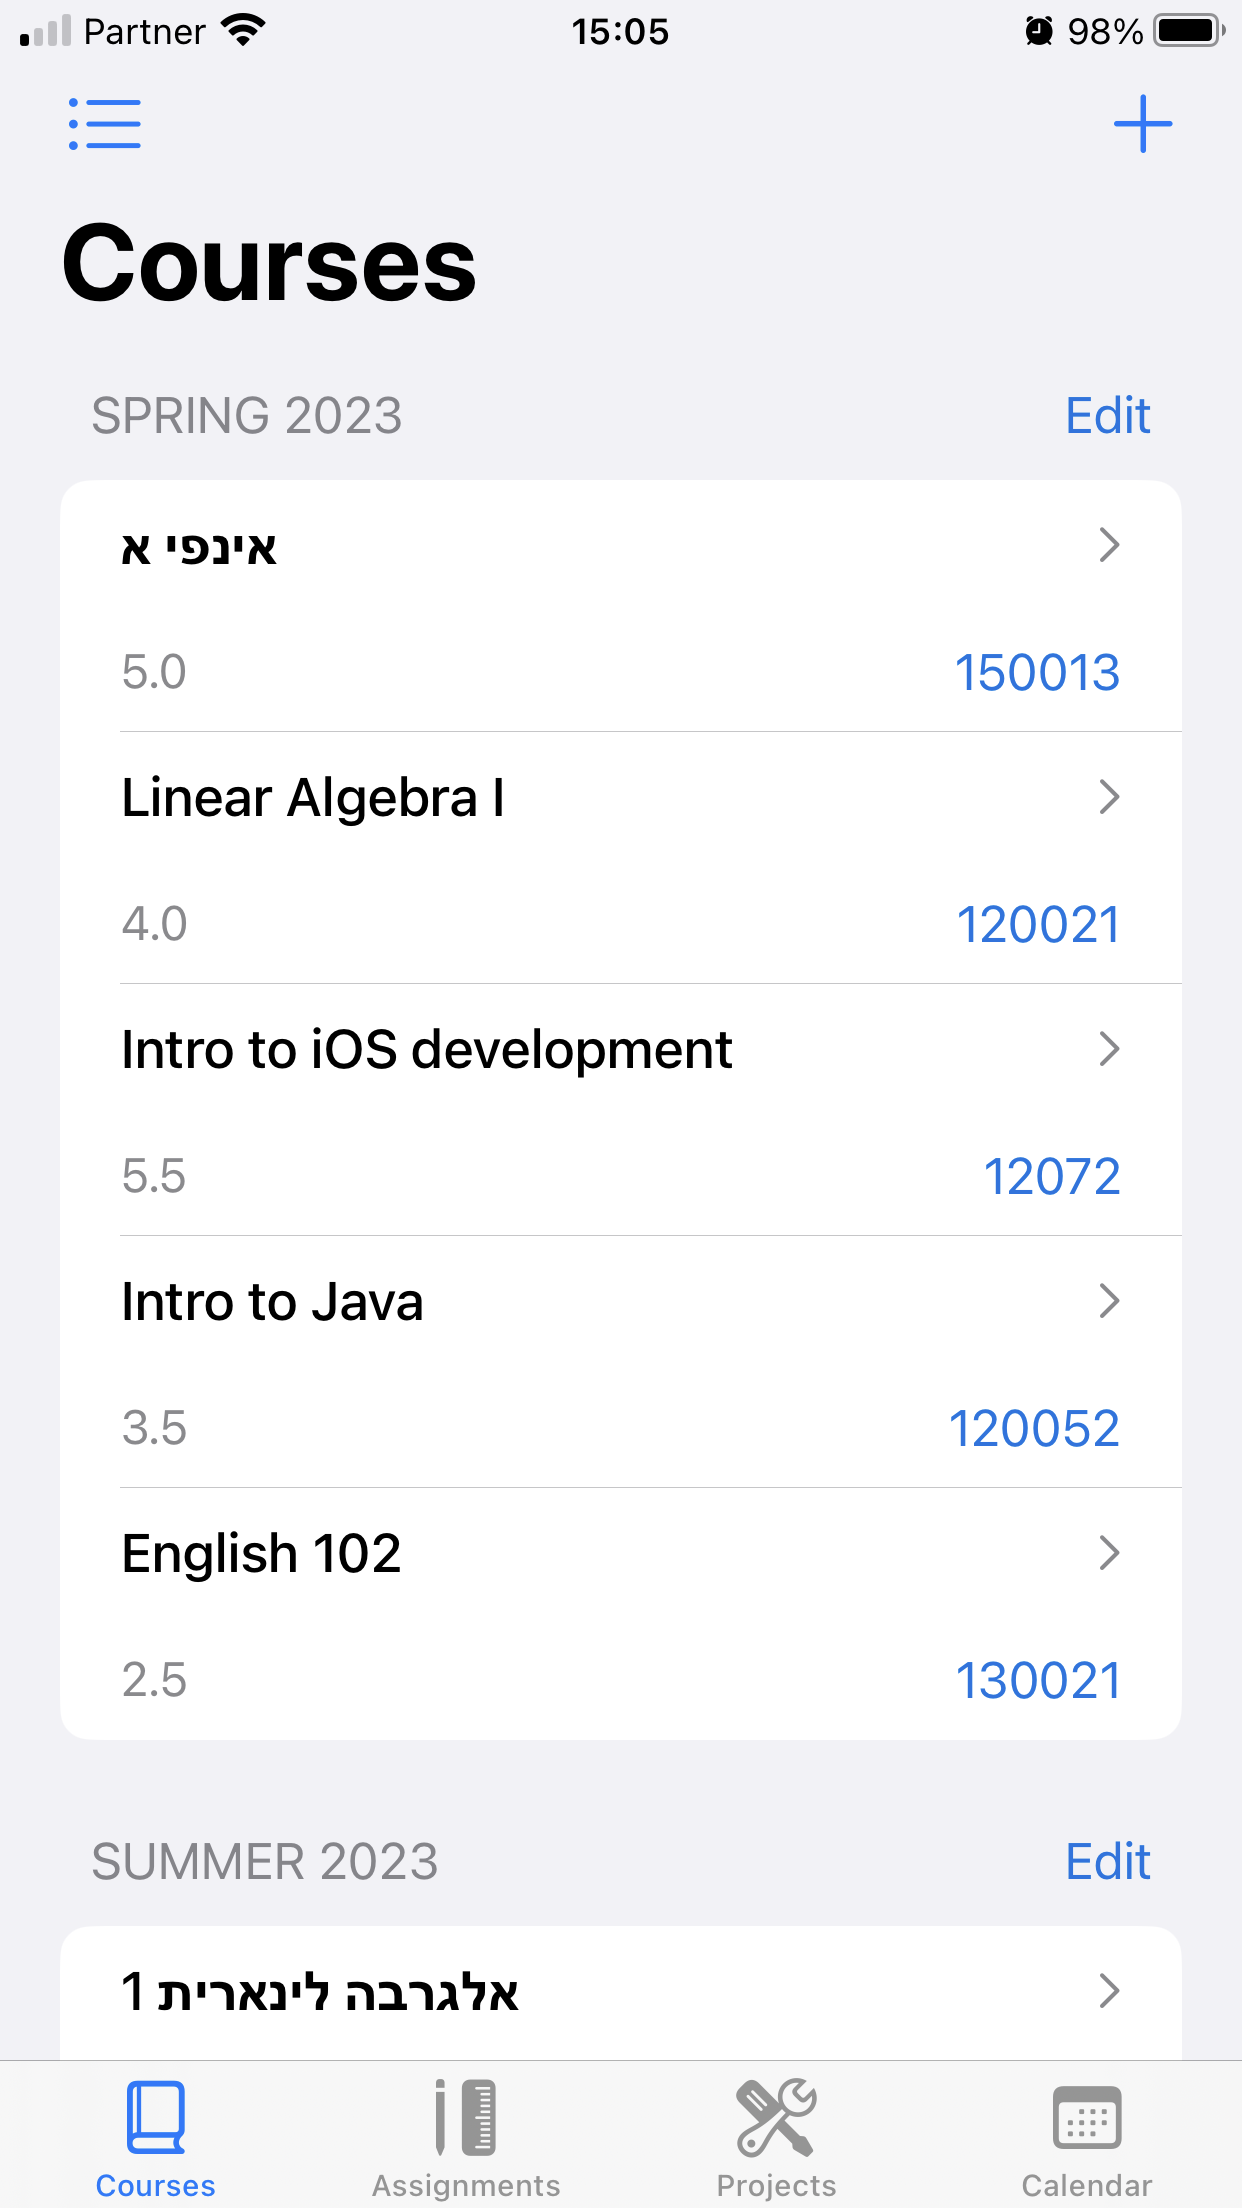 Partner 15:05 98%
Courses
SPRING 2023 Edit
אינפי א
5.0 150013
Linear Algebra I
4.0 120021
Intro to iOS development
5.5 12072
Intro to Java
3.5 120052
English 102
2.5 130021
SUMMER 2023 Edit
אלגרבה לינארית 1
Courses Assignments Projects Calendar